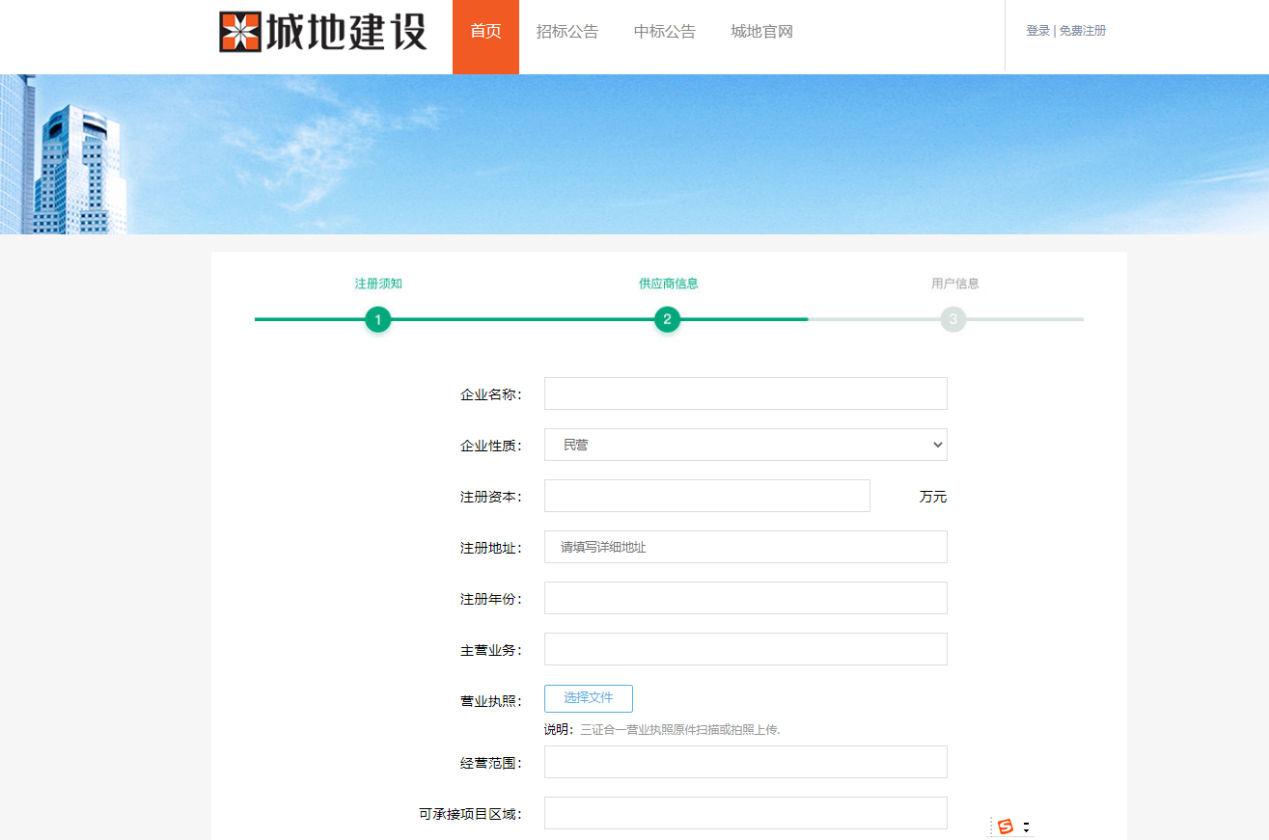 城地建设 首页 招标公告 中标公告 城地官网 登录 | 免费注册
注册须知 供应商信息 用户信息
1 2 3
企业名称：
企业性质： 民营
注册资本： 万元
注册地址： 请填写详细地址
注册年份：
主营业务：
营业执照： 选择文件
说明：三证合一营业执照原件扫描或拍照上传.
经营范围：
可承接项目区域：